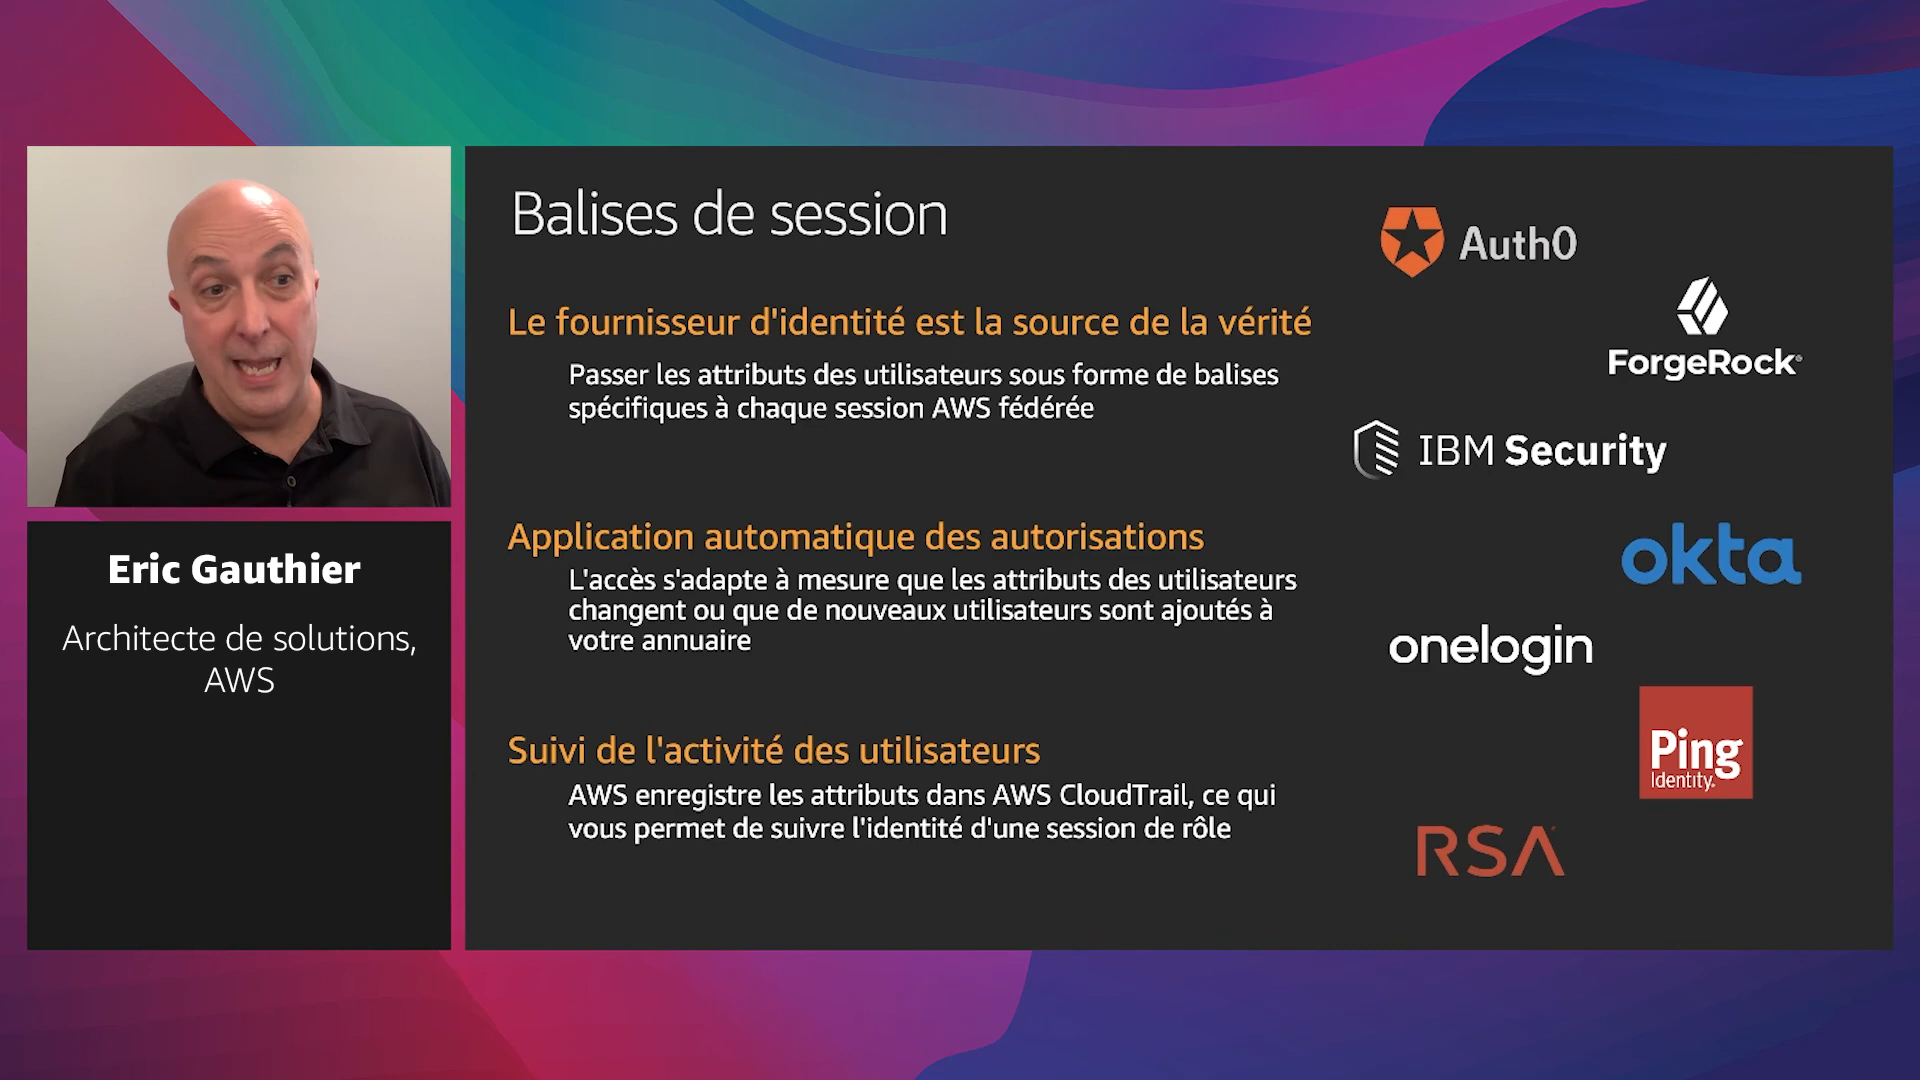 Eric Gauthier
Architecte de solutions,
AWS
Balises de session
Le fournisseur d'identité est la source de la vérité
Passer les attributs des utilisateurs sous forme de balises
spécifiques à chaque session AWS fédérée
Application automatique des autorisations
L'accès s'adapte à mesure que les attributs des utilisateurs
changent ou que de nouveaux utilisateurs sont ajoutés à
votre annuaire
Suivi de l'activité des utilisateurs
AWS enregistre les attributs dans AWS CloudTrail, ce qui
vous permet de suivre l'identité d'une session de rôle
Auth0
ForgeRock®
IBM Security
okta
onelogin
Ping
Identity.
RSA